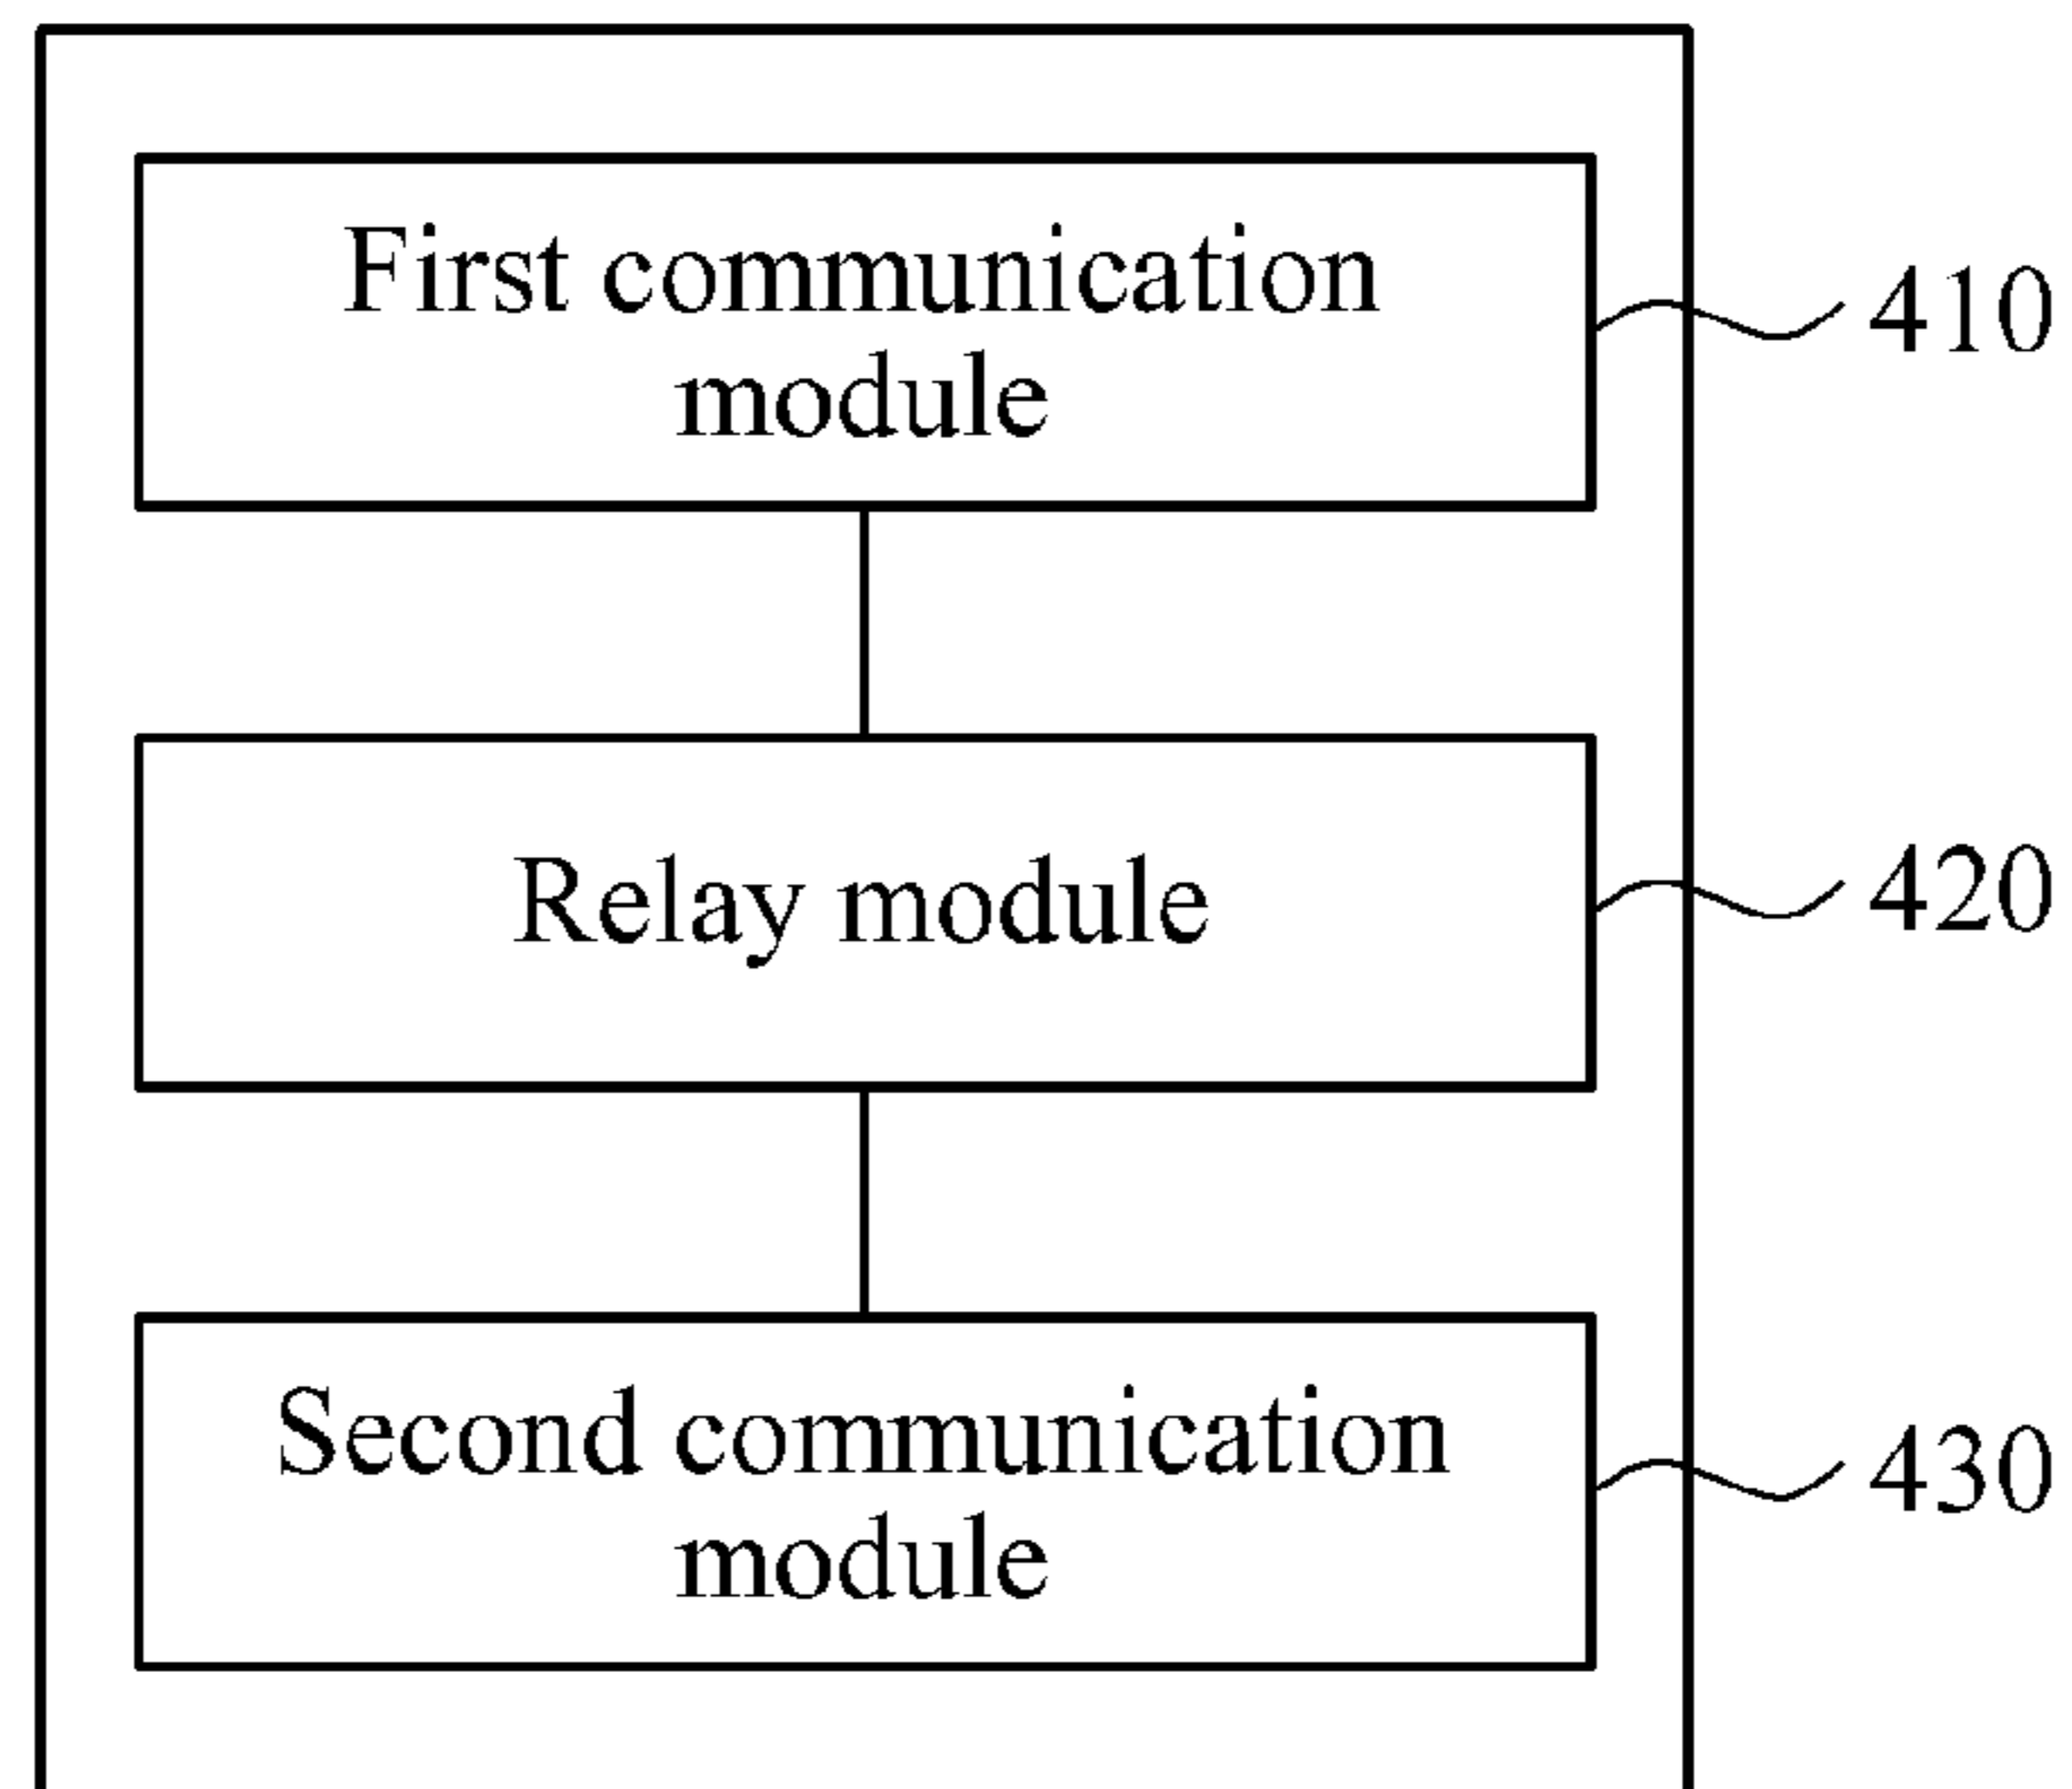 First communication
module
410
Relay module
420
Second communication
module
430